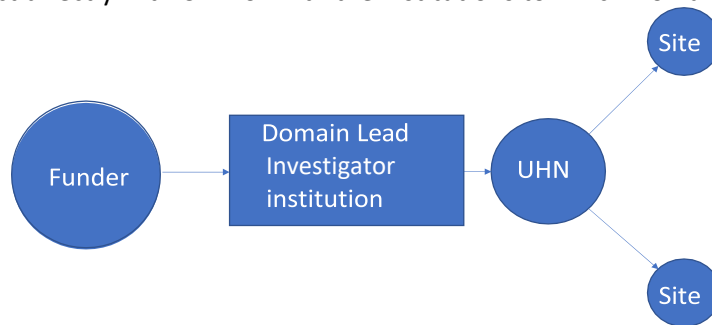 Site
Funder
Domain Lead
Investigator
institution
UHN
Site